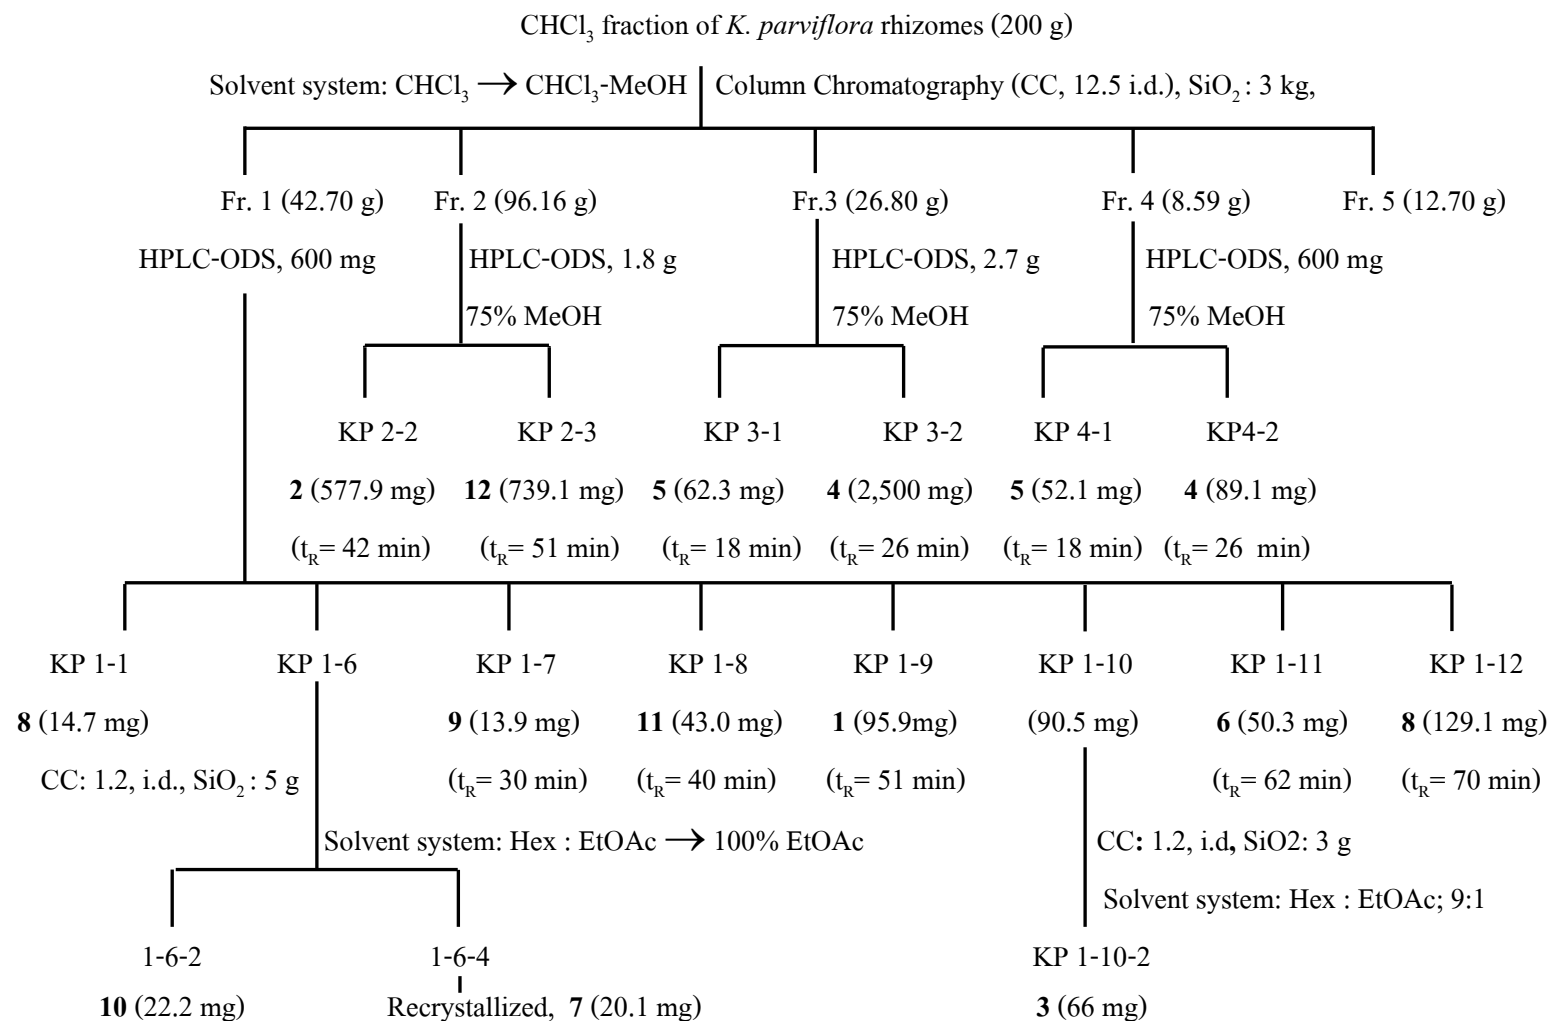 CHCl3 fraction of K. parviflora rhizomes (200 g)
Solvent system: CHCl3 → CHCl3-MeOH Column Chromatography (CC, 12.5 i.d.), SiO2 : 3 kg,
Fr. 1 (42.70 g) Fr. 2 (96.16 g) Fr.3 (26.80 g) Fr. 4 (8.59 g) Fr. 5 (12.70 g)
HPLC-ODS, 600 mg HPLC-ODS, 1.8 g HPLC-ODS, 2.7 g HPLC-ODS, 600 mg
75% MeOH 75% MeOH 75% MeOH
KP 2-2 KP 2-3 KP 3-1 KP 3-2 KP 4-1 KP4-2
2 (577.9 mg) 12 (739.1 mg) 5 (62.3 mg) 4 (2,500 mg) 5 (52.1 mg) 4 (89.1 mg)
(tR= 42 min) (tR= 51 min) (tR= 18 min) (tR= 26 min) (tR= 18 min) (tR= 26 min)
KP 1-1 KP 1-6 KP 1-7 KP 1-8 KP 1-9 KP 1-10 KP 1-11 KP 1-12
8 (14.7 mg) 9 (13.9 mg) 11 (43.0 mg) 1 (95.9mg) (90.5 mg) 6 (50.3 mg) 8 (129.1 mg)
CC: 1.2, i.d., SiO2 : 5 g (tR= 30 min) (tR= 40 min) (tR= 51 min) (tR= 62 min) (tR= 70 min)
Solvent system: Hex : EtOAc → 100% EtOAc CC: 1.2, i.d, SiO2: 3 g
Solvent system: Hex : EtOAc; 9:1
1-6-2 1-6-4 KP 1-10-2
10 (22.2 mg) Recrystallized, 7 (20.1 mg) 3 (66 mg)